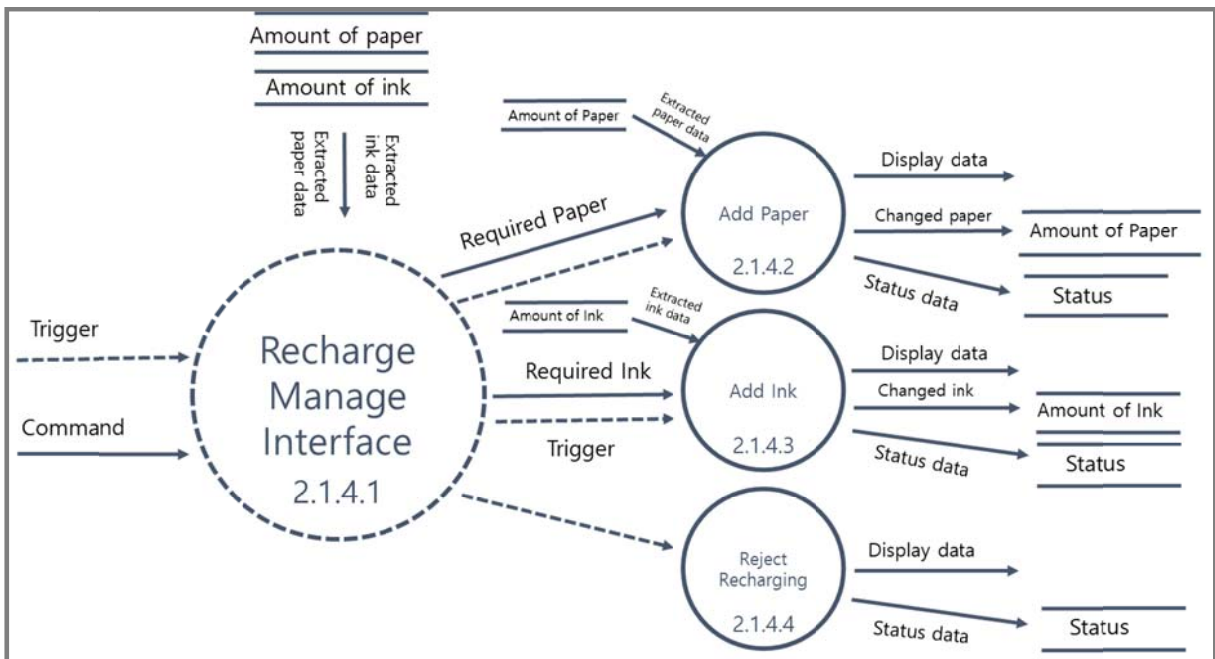 Amount of paper
Amount of ink
Extracted
paper data
Extracted
ink data
Trigger
Command
Recharge
Manage
Interface
2.1.4.1
Required Paper
Amount of Paper
Extracted
paper data
Add Paper
2.1.4.2
Display data
Changed paper
Amount of Paper
Status data
Status
Amount of Ink
Extracted
ink data
Required Ink
Trigger
Add Ink
2.1.4.3
Display data
Changed ink
Amount of Ink
Status data
Status
Reject
Recharging
2.1.4.4
Display data
Status data
Status